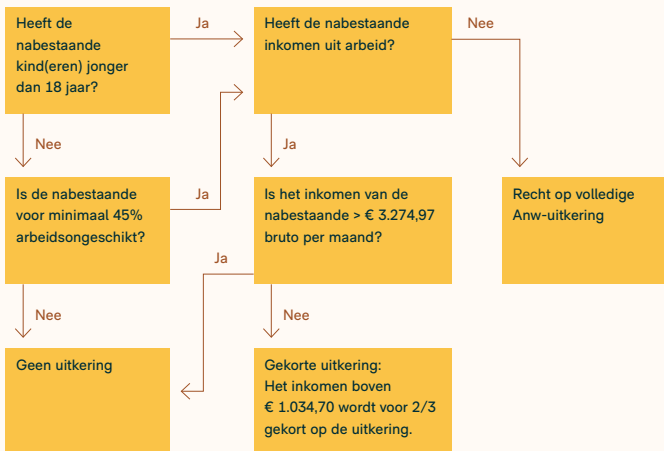 Heeft de
nabestaande
kind(eren) jonger
dan 18 jaar?
Ja
Heeft de nabestaande
inkomen uit arbeid?
Nee
Nee
Ja
Is de nabestaande
voor minimaal 45%
arbeidsongeschikt?
Ja
Is het inkomen van de
nabestaande > € 3.274,97
bruto per maand?
Recht op volledige
Anw-uitkering
Ja
Nee
Nee
Geen uitkering
Gekorte uitkering:
Het inkomen boven
€ 1.034,70 wordt voor 2/3
gekort op de uitkering.